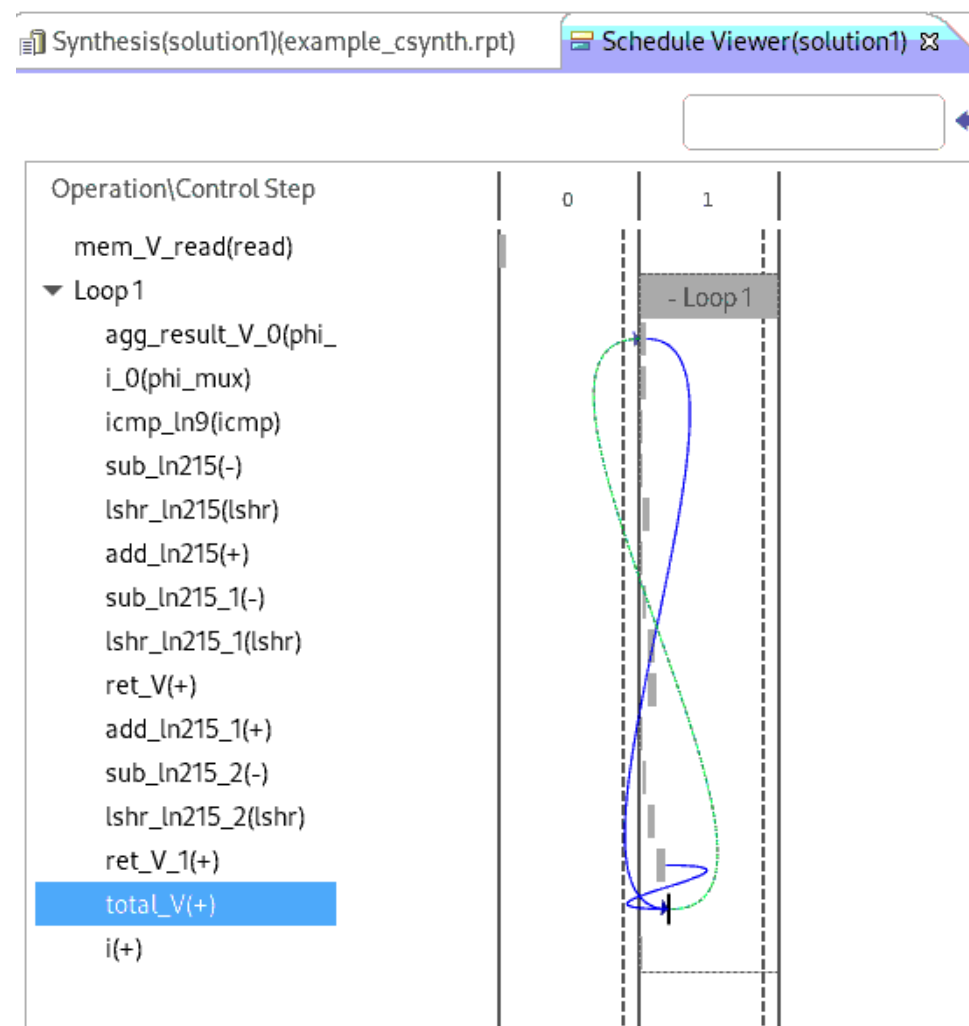 Synthesis(solution1)(example_csynth.rpt)
Schedule Viewer(solution1)
Operation\Control Step
0
1
mem_V_read(read)
Loop 1
- Loop 1
agg_result_V_0(phi_
i_0(phi_mux)
icmp_ln9(icmp)
sub_ln215(-)
lshr_ln215(lshr)
add_ln215(+)
sub_ln215_1(-)
lshr_ln215_1(lshr)
ret_V(+)
add_ln215_1(+)
sub_ln215_2(-)
lshr_ln215_2(lshr)
ret_V_1(+)
total_V(+)
i(+)